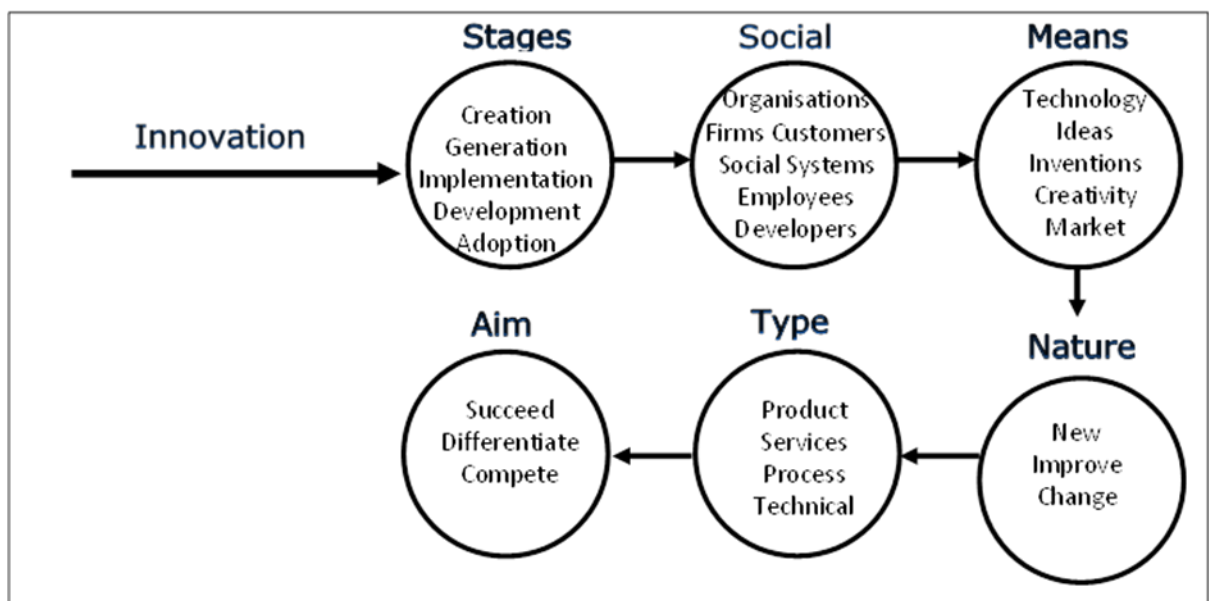 Innovation
Stages
Creation
Generation
Implementation
Development
Adoption
Social
Organisations
Firms Customers
Social Systems
Employees
Developers
Means
Technology
Ideas
Inventions
Creativity
Market
Nature
New
Improve
Change
Type
Product
Services
Process
Technical
Aim
Succeed
Differentiate
Compete